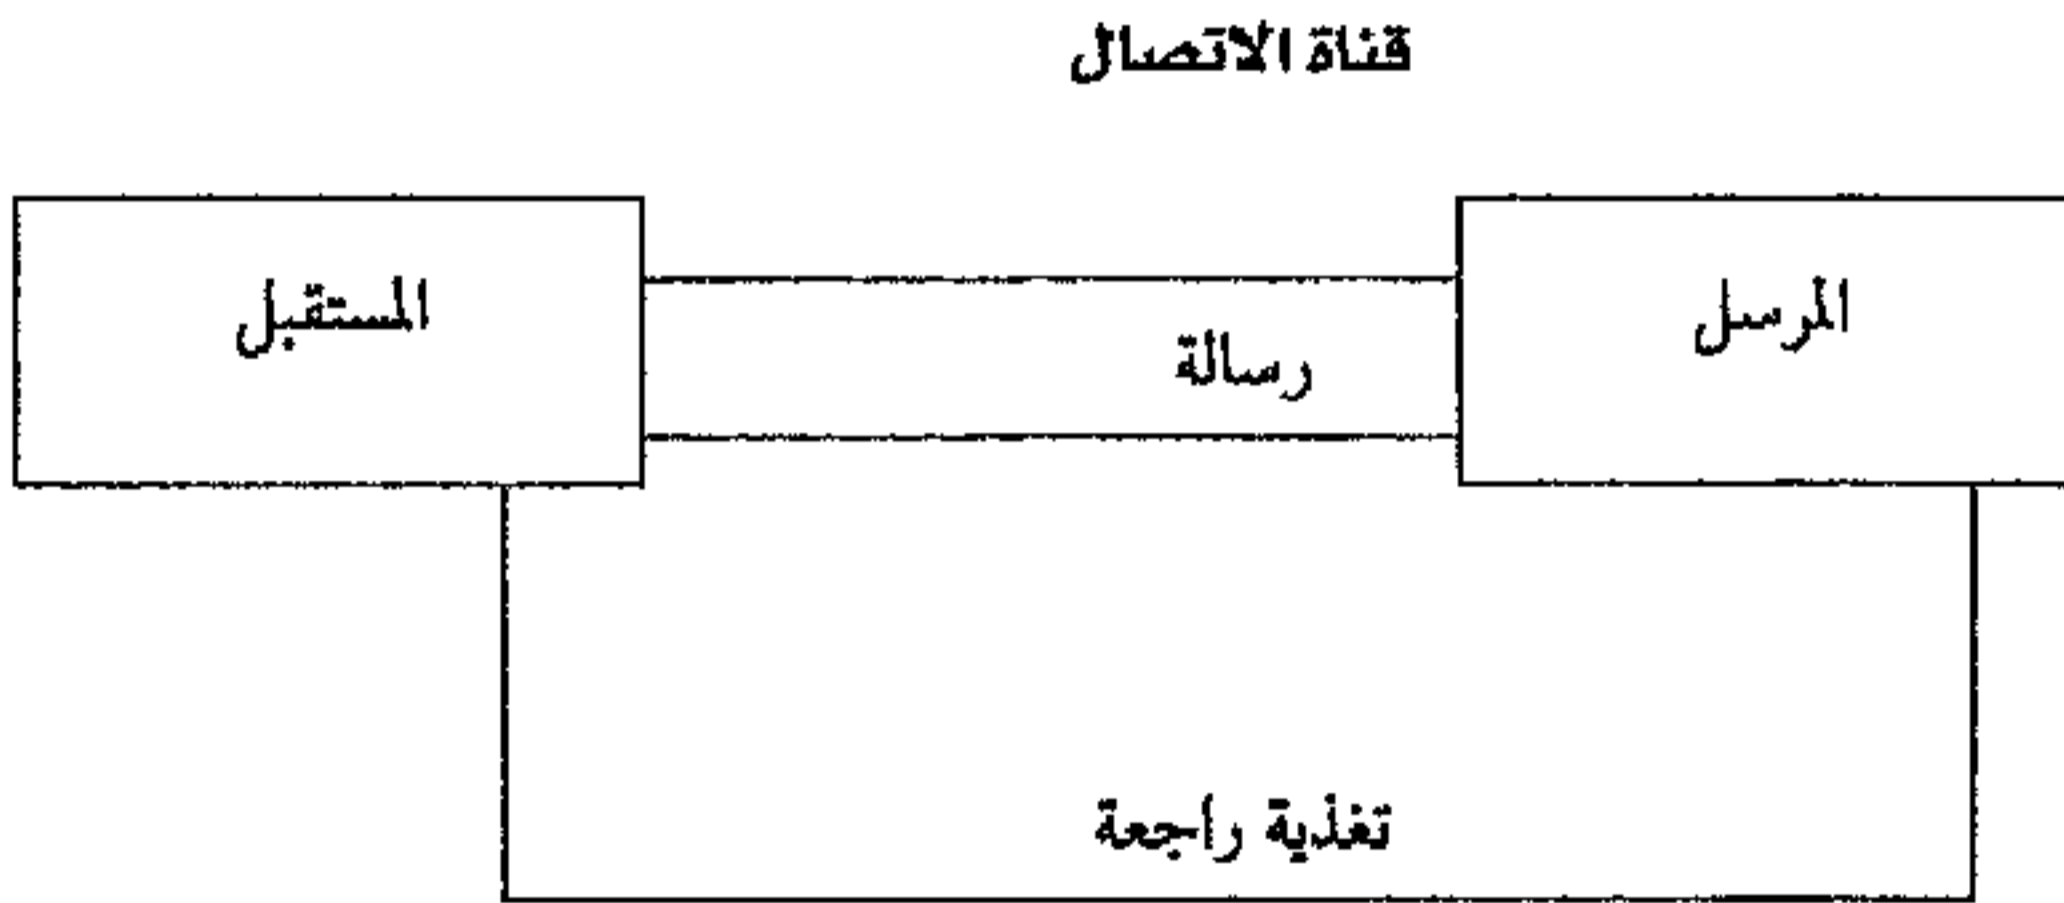 قناة الاتصال
المرسل
المستقبل
رسالة
تغذية راجعة